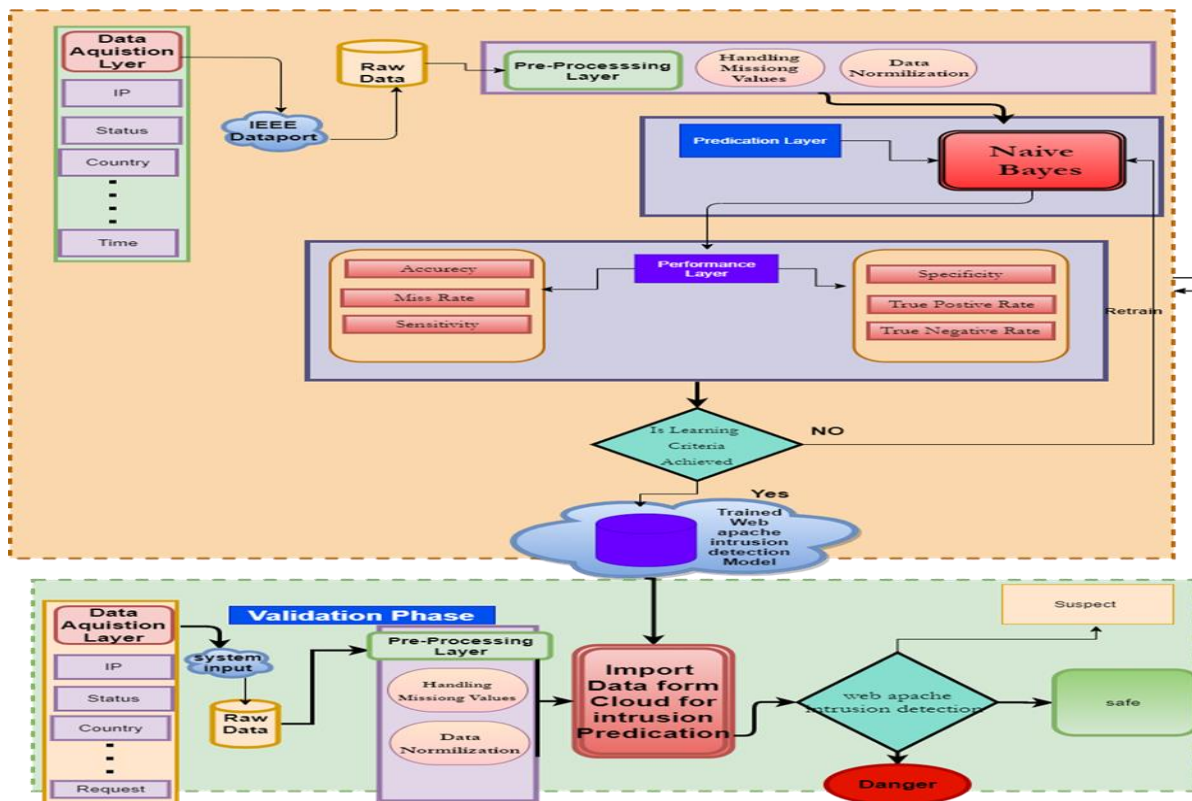 Data
Aquistion
Lyer
IP
Status
Country
Time
IEEE
Dataport
Raw
Data
Pre-Processsing
Layer
Handling
Missiong
Values
Data
Normilization
Predication Layer
Naive
Bayes
Performance
Layer
Accurecy
Miss Rate
Sensitivity
Specificity
True Postive Rate
True Negative Rate
Retrain
Is Learning
Criteria
Achieved
NO
Yes
Trained
Web
apache
intrusion
detection
Model
Validation Phase
Data
Aquistion
Layer
IP
Status
Country
Request
system
input
Raw
Data
Pre-Processing
Layer
Handling
Missiong Values
Data
Normilization
Import
Data form
Cloud for
intrusion
Predication
web apache
intrusion detection
Suspect
safe
Danger